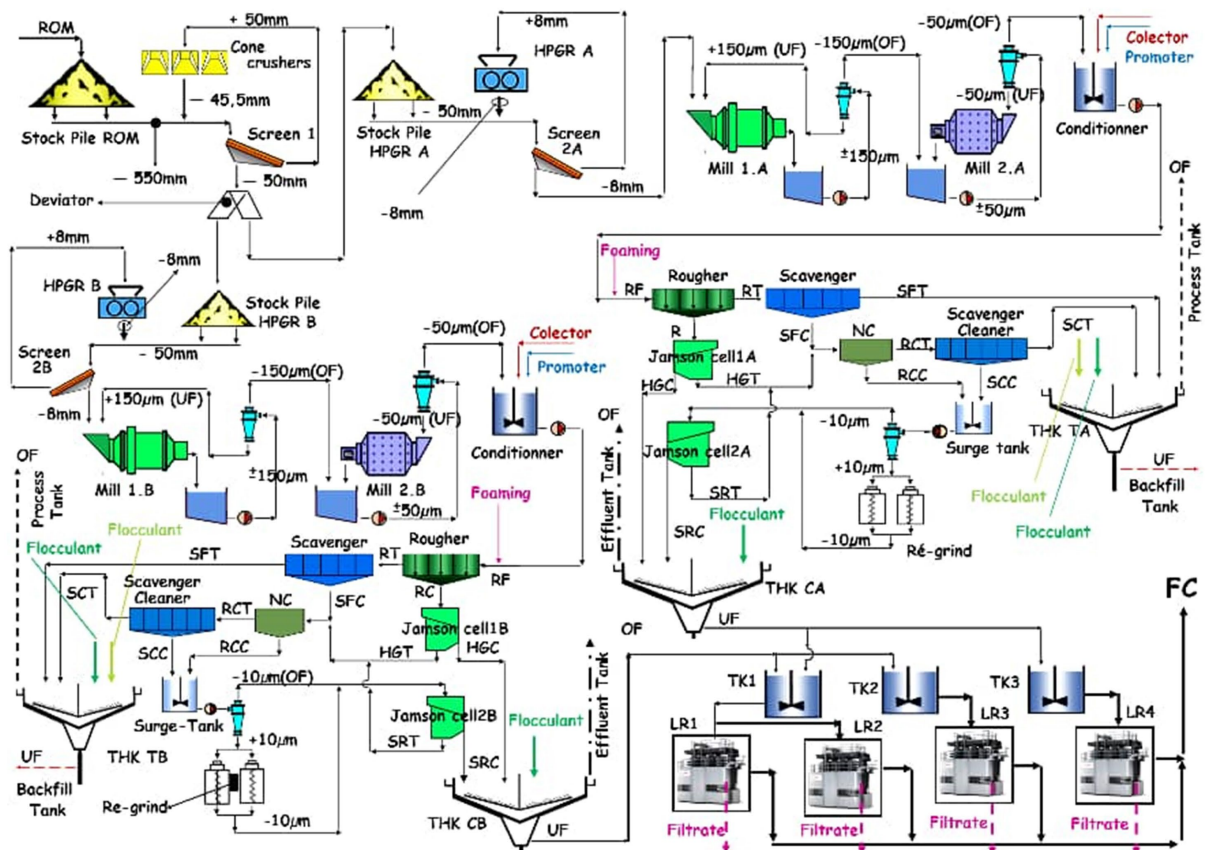 ROM
+ 50mm
Cone
crushers
- 45,5mm
Stock Pile ROM
Screen 1
- 550mm
- 50mm
Deviator
+8mm
HPGR A
- 50mm
Stock Pile
HPGR A
Screen
2A
-8mm
-8mm
+150µm (UF)
-150µm(OF)
-50µm(OF)
-50µm (UF)
Mill 1.A
±150µm
Mill 2.A
±50µm
Colector
Promoter
Conditionner
OF
Process Tank
+8mm
-8mm
HPGR B
Stock Pile
HPGR B
- 50mm
Screen
2B
-8mm
+150µm (UF)
-150µm(OF)
-50µm(OF)
-50µm(UF)
Colector
Promoter
Conditionner
Mill 1.B
±150µm
Mill 2.B
±50µm
Foaming
RF
Rougher
RT
Scavenger
SFT
R
SFC
NC
RCT
Scavenger
Cleaner
SCT
Jamson cell1A
HGC
HGT
RCC
SCC
Surge tank
THK TA
OF
Jamson cell2A
-10µm
+10µm
-10µm
Ré-grind
SRT
SRC
Flocculant
Flocculant
Flocculant
UF
Backfill
Tank
Effluent Tank
THK CA
UF
OF
Process
Tank
Flocculant
Flocculant
Foaming
SFT
Scavenger
RT
Rougher
RF
SCT
Scavenger
Cleaner
RCT
NC
SFC
RC
Jamson cell1B
SCC
RCC
HGT
HGC
Surge-Tank
-10µm(OF)
+10µm
Jamson cell2B
SRT
SRC
Flocculant
THK TB
UF
Backfill
Tank
Re-grind
-10µm
THK CB
UF
OF
Effluent Tank
FC
TK1
TK2
TK3
LR1
LR2
LR3
LR4
Filtrate
Filtrate
Filtrate
Filtrate